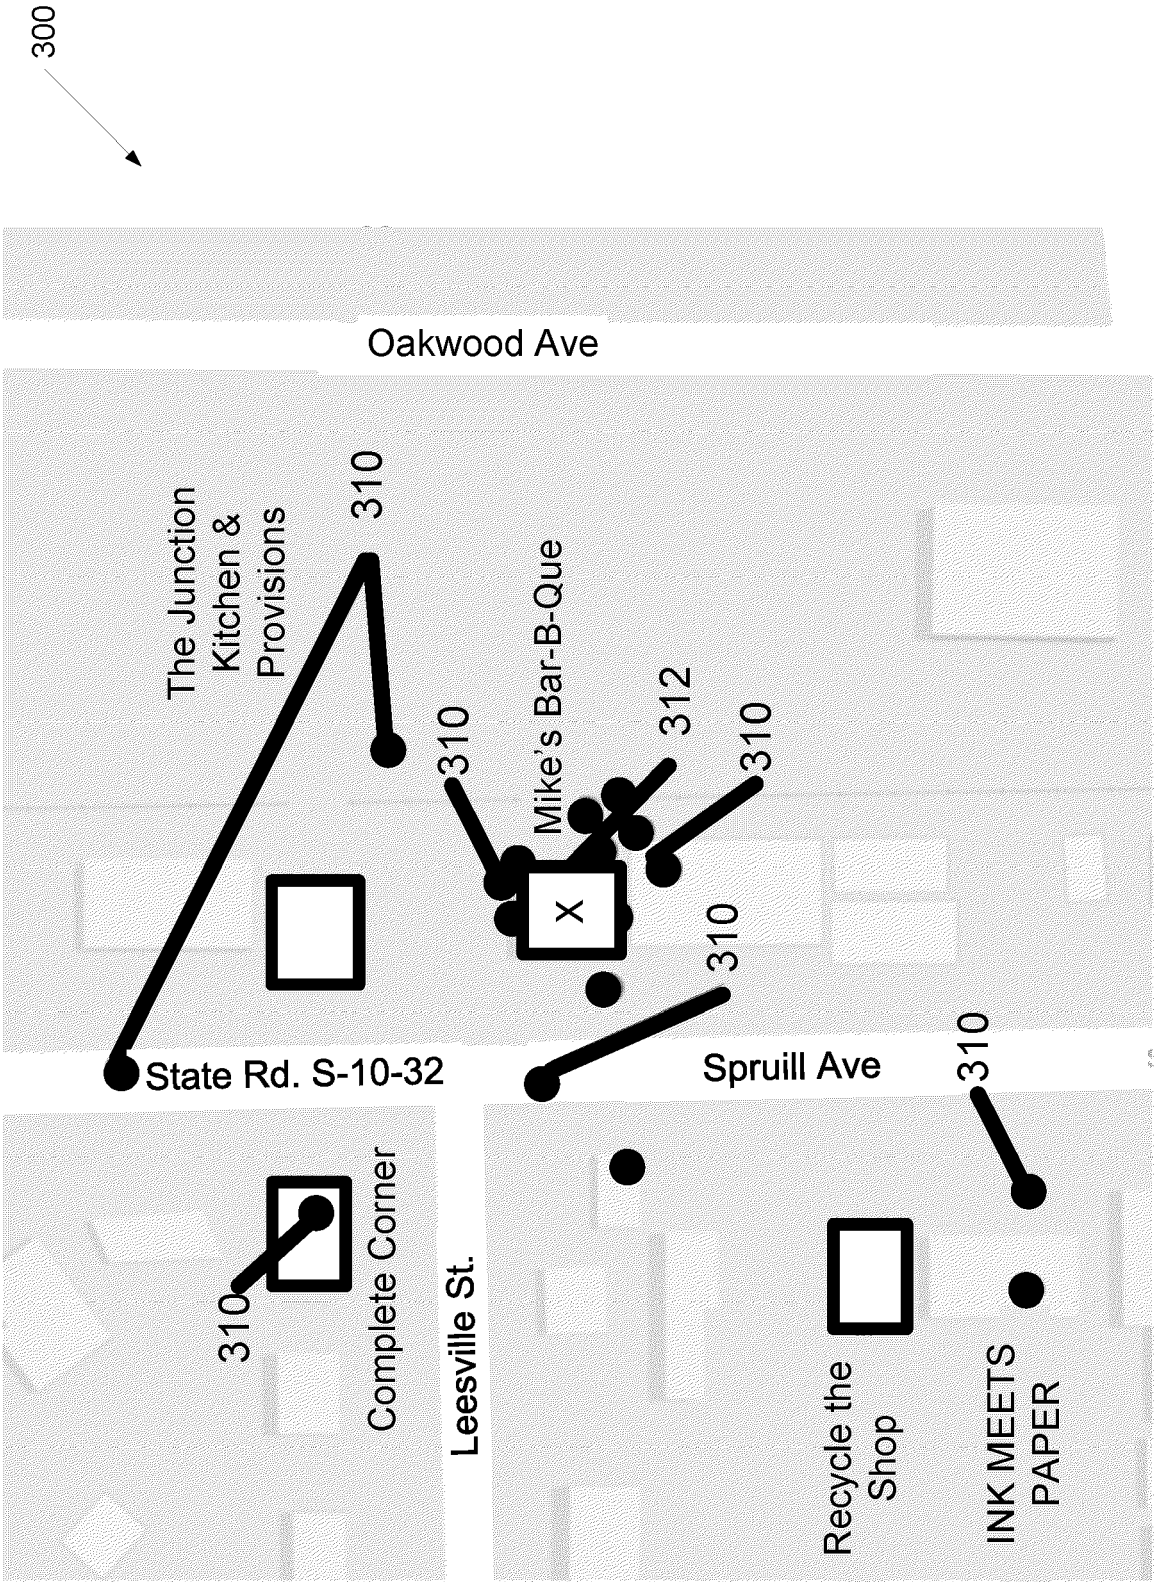 300
Oakwood Ave
The Junction
Kitchen &
Provisions
310
310
Mike's Bar-B-Que
312
310
X
310
State Rd. S-10-32
Spruill Ave
310
310
Complete Corner
Leesville St.
Recycle the
Shop
INK MEETS
PAPER